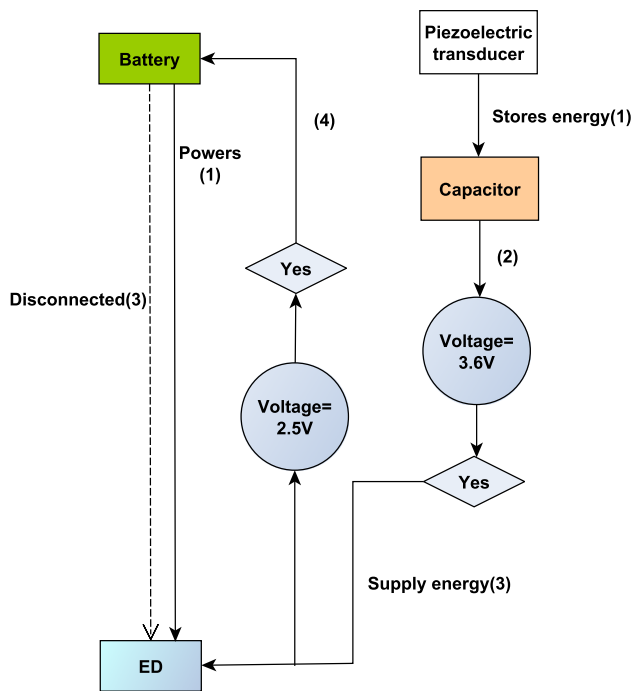 Piezoelectric
transducer
Battery
Stores energy(1)
(4)
Powers
(1)
Capacitor
(2)
Yes
Disconnected(3)
Voltage=
3.6V
Voltage=
2.5V
Yes
Supply energy(3)
ED